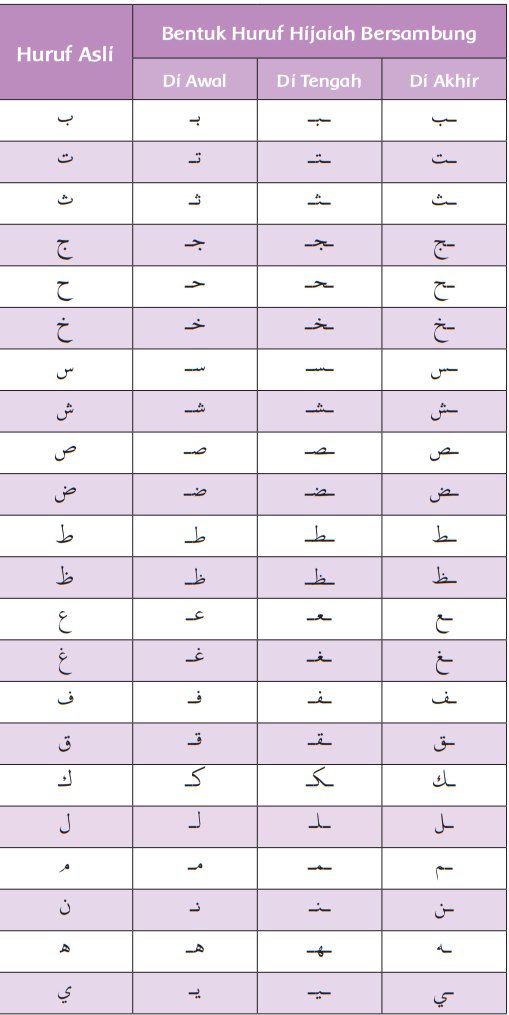 Huruf Asli Bentuk Huruf Hijaiah Bersambung
Di Awal Di Tengah Di Akhir
ب بـ ـبـ ـب
ت تـ ـتـ ـت
ث ثـ ـثـ ـث
ج جـ ـجـ ـج
ح حـ ـحـ ـح
خ خـ ـخـ ـخ
س سـ ـسـ ـس
ش شـ ـشـ ـش
ص صـ ـصـ ـص
ض ضـ ـضـ ـض
ط طـ ـطـ ـط
ظ ظـ ـظـ ـظ
ع عـ ـعـ ـع
غ غـ ـغـ ـغ
ف فـ ـفـ ـف
ق قـ ـقـ ـق
ك كـ ـكـ ـك
ل لـ ـلـ ـل
م مـ ـمـ ـم
ن نـ ـنـ ـن
ه هـ ـهـ ـه
ي يـ ـيـ ـي